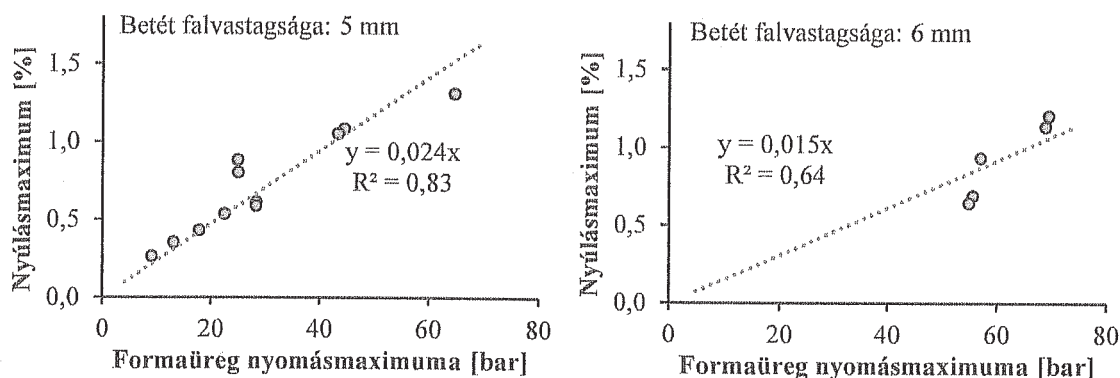 Betét falvastagsága: 5 mm
Nyúlásmaximum [%]
1,5
1,0
0,5
0,0
y = 0,024x
R² = 0,83
0 20 40 60 80
Formaüreg nyomásmaximuma [bar]
Betét falvastagsága: 6 mm
Nyúlásmaximum [%]
1,5
1,0
0,5
0,0
y = 0,015x
R² = 0,64
0 20 40 60 80
Formaüreg nyomásmaximuma [bar]